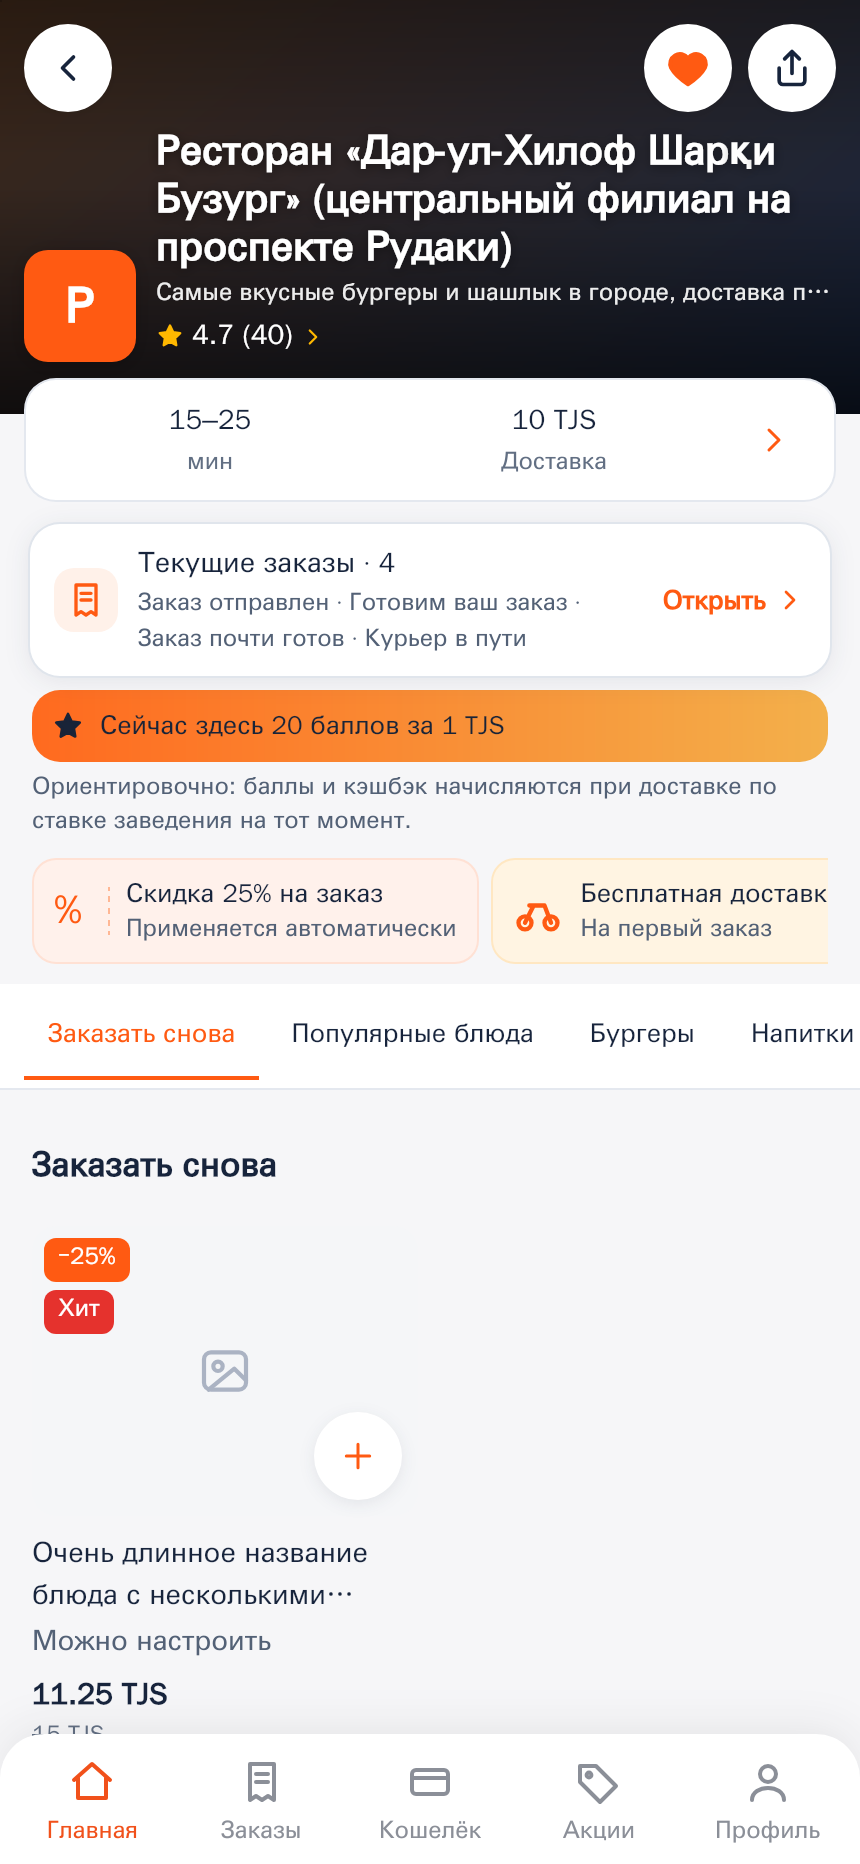 Ресторан «Дар-ул-Хилоф Шарқи
Бузург» (центральный филиал на
проспекте Рудаки)
Р
Самые вкусные бургеры и шашлык в городе, доставка п…
4.7 (40)
15–25
мин
10 TJS
Доставка
Текущие заказы · 4
Заказ отправлен · Готовим ваш заказ ·
Заказ почти готов · Курьер в пути
Открыть
Сейчас здесь 20 баллов за 1 TJS
Ориентировочно: баллы и кэшбэк начисляются при доставке по
ставке заведения на тот момент.
%
Скидка 25% на заказ
Применяется автоматически
Бесплатная доставк
На первый заказ
Заказать снова
Популярные блюда
Бургеры
Напитки
Заказать снова
−25%
Хит
Очень длинное название
блюда с несколькими…
Можно настроить
11.25 TJS
15 TJS
Главная
Заказы
Кошелёк
Акции
Профиль